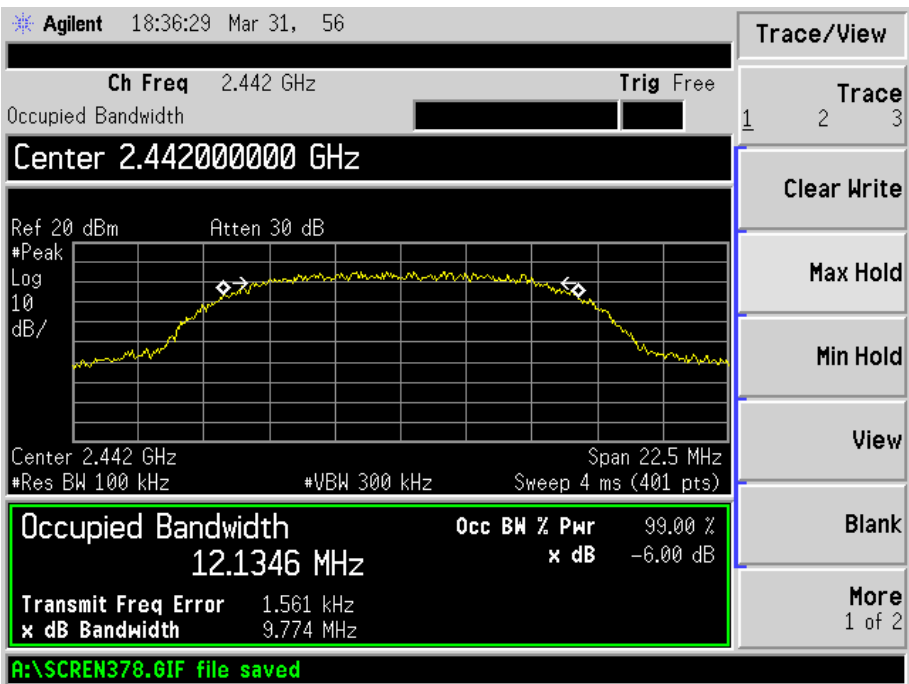 Agilent 18:36:29 Mar 31, 56
Trace/View
Ch Freq 2.442 GHz Trig Free
Occupied Bandwidth
Trace
1 2 3
Center 2.442000000 GHz
Clear Write
Ref 20 dBm Atten 30 dB
#Peak
Log
10
dB/
Max Hold
Min Hold
View
Center 2.442 GHz Span 22.5 MHz
#Res BW 100 kHz #VBW 300 kHz Sweep 4 ms (401 pts)
Occupied Bandwidth Occ BW % Pwr 99.00 %
12.1346 MHz x dB -6.00 dB
Blank
Transmit Freq Error 1.561 kHz
x dB Bandwidth 9.774 MHz
More
1 of 2
A:\SCREN378.GIF file saved